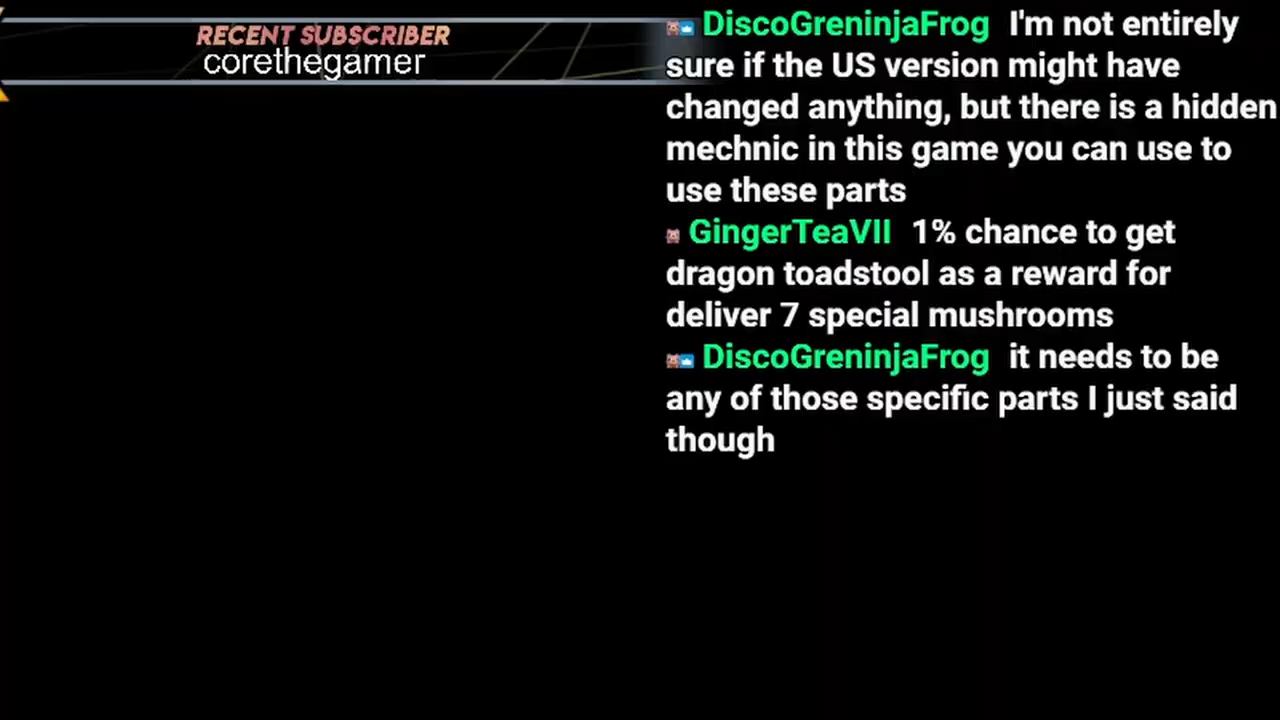 RECENT SUBSCRIBER
corethegamer
DiscoGreninjaFrog I'm not entirely
sure if the US version might have
changed anything, but there is a hidden
mechnic in this game you can use to
use these parts
GingerTeaVII 1% chance to get
dragon toadstool as a reward for
deliver 7 special mushrooms
DiscoGreninjaFrog it needs to be
any of those specific parts I just said
though